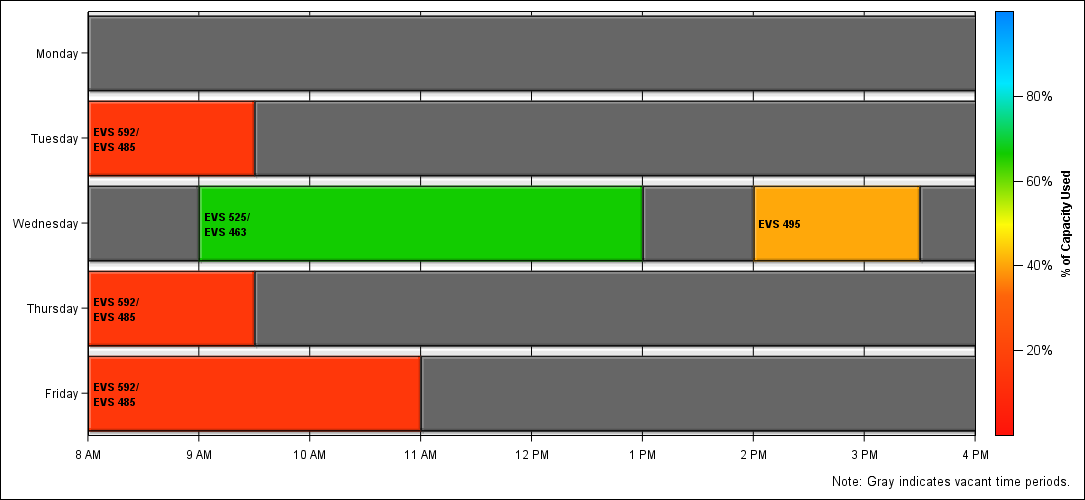 Monday
Tuesday
EVS 592/
EVS 485
Wednesday
EVS 525/
EVS 463
EVS 495
Thursday
EVS 592/
EVS 485
Friday
EVS 592/
EVS 485
8 AM 9 AM 10 AM 11 AM 12 PM 1 PM 2 PM 3 PM 4 PM
80%
60%
40%
20%
% of Capacity Used
Note: Gray indicates vacant time periods.